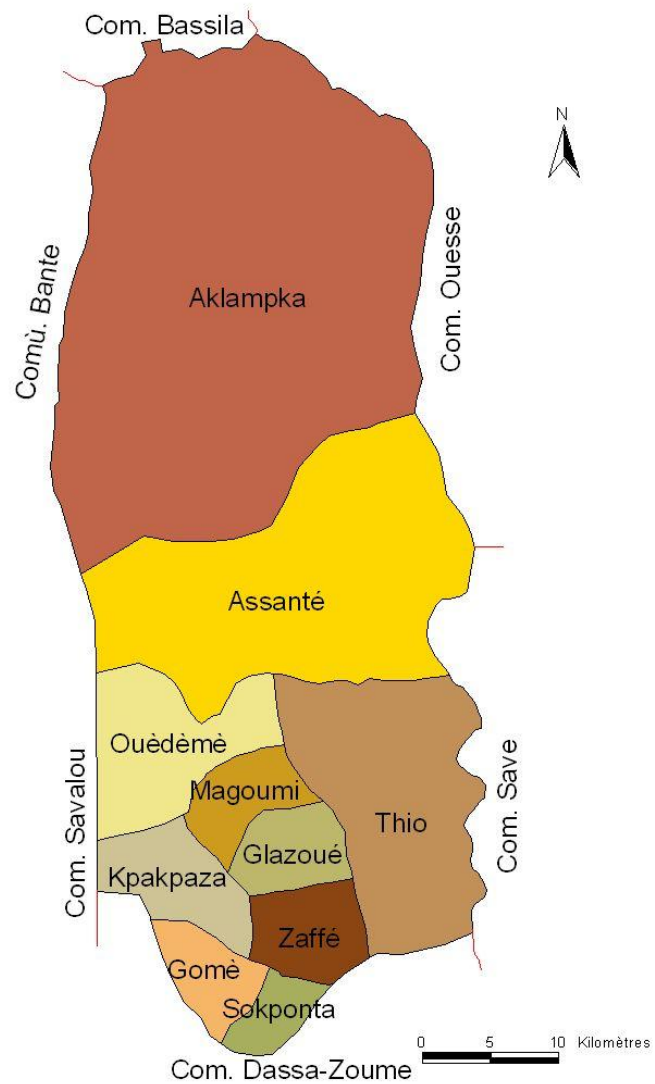 Com. Bassila
N
Comù. Bante
Com. Ouesse
Aklampka
Assanté
Ouèdèmè
Com. Savalou
Magoumi
Thio
Com. Save
Glazoué
Kpakpaza
Zaffé
Gomè
Sokponta
0 5 10 Kilomètres
Com. Dassa-Zoume